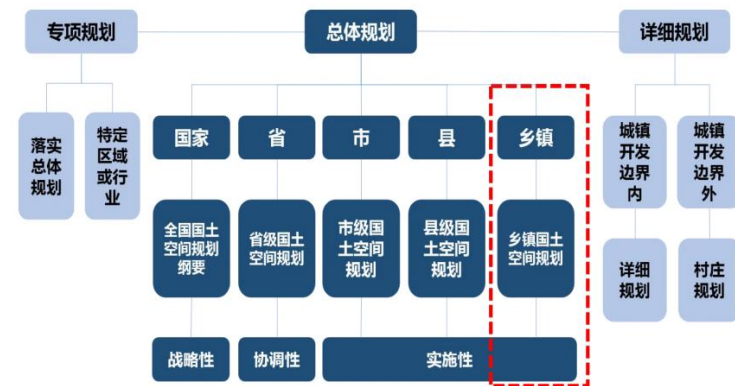 专项规划
总体规划
详细规划
落实
总体
规划
特定
区域
或行
业
国家
省
市
县
乡镇
全国国土
空间规划
纲要
省级国土
空间规划
市级国
土空间
规划
县级国
土空间
规划
乡镇国土
空间规划
战略性
协调性
实施性
城镇
开发
边界
内
城镇
开发
边界
外
详细
规划
村庄
规划